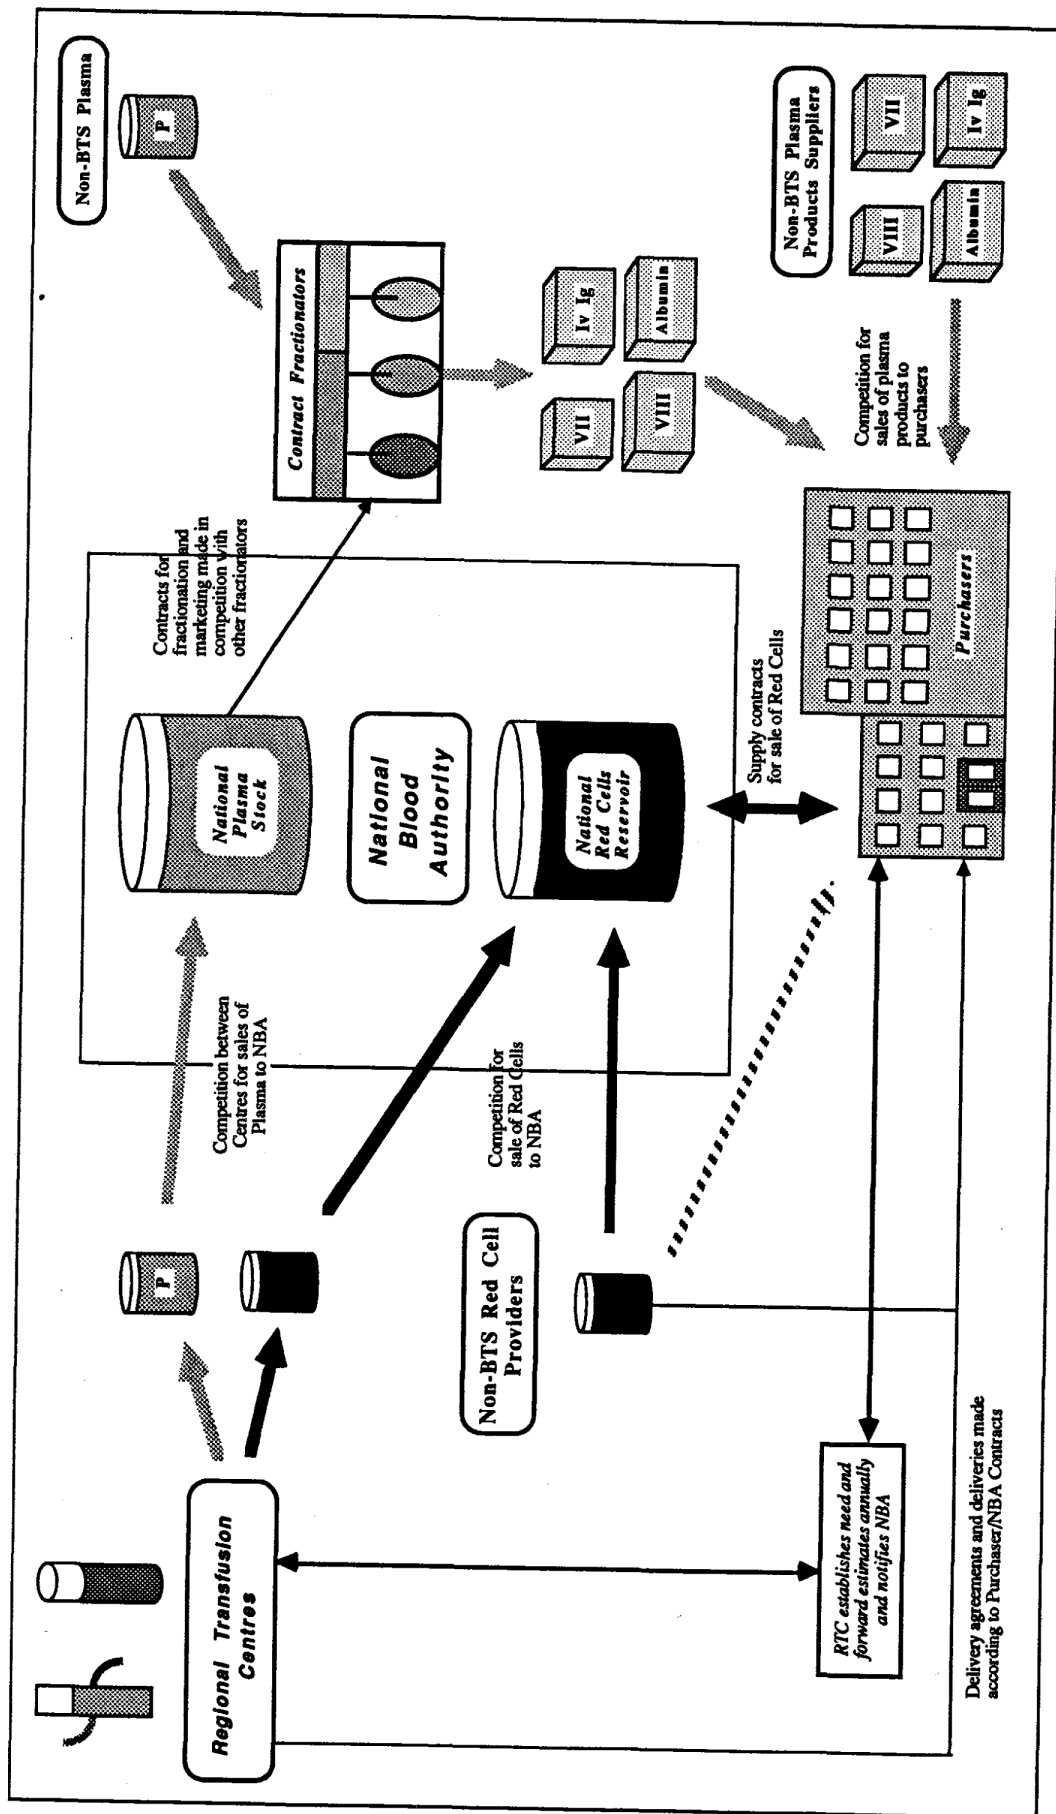 Regional Transfusion
Centres
P
Competition between
Centres for sales of
Plasma to NBA
National
Plasma
Stock
Contracts for
fractionation and
marketing made in
competition with
other fractionators
Contract Fractionators
Non-BTS Plasma
P
National
Blood
Authority
Non-BTS Red Cell
Providers
Competition for
sale of Red Cells
to NBA
National
Red Cells
Reservoir
VII
Iv Ig
VIII
Albumin
Supply contracts
for sale of Red Cells
Competition for
sales of plasma
products to
purchasers
Non-BTS Plasma
Products Suppliers
VIII
VII
Albumin
Iv Ig
Purchasers
RTC establishes need and
forward estimates annually
and notifies NBA
Delivery agreements and deliveries made
according to Purchaser/NBA Contracts